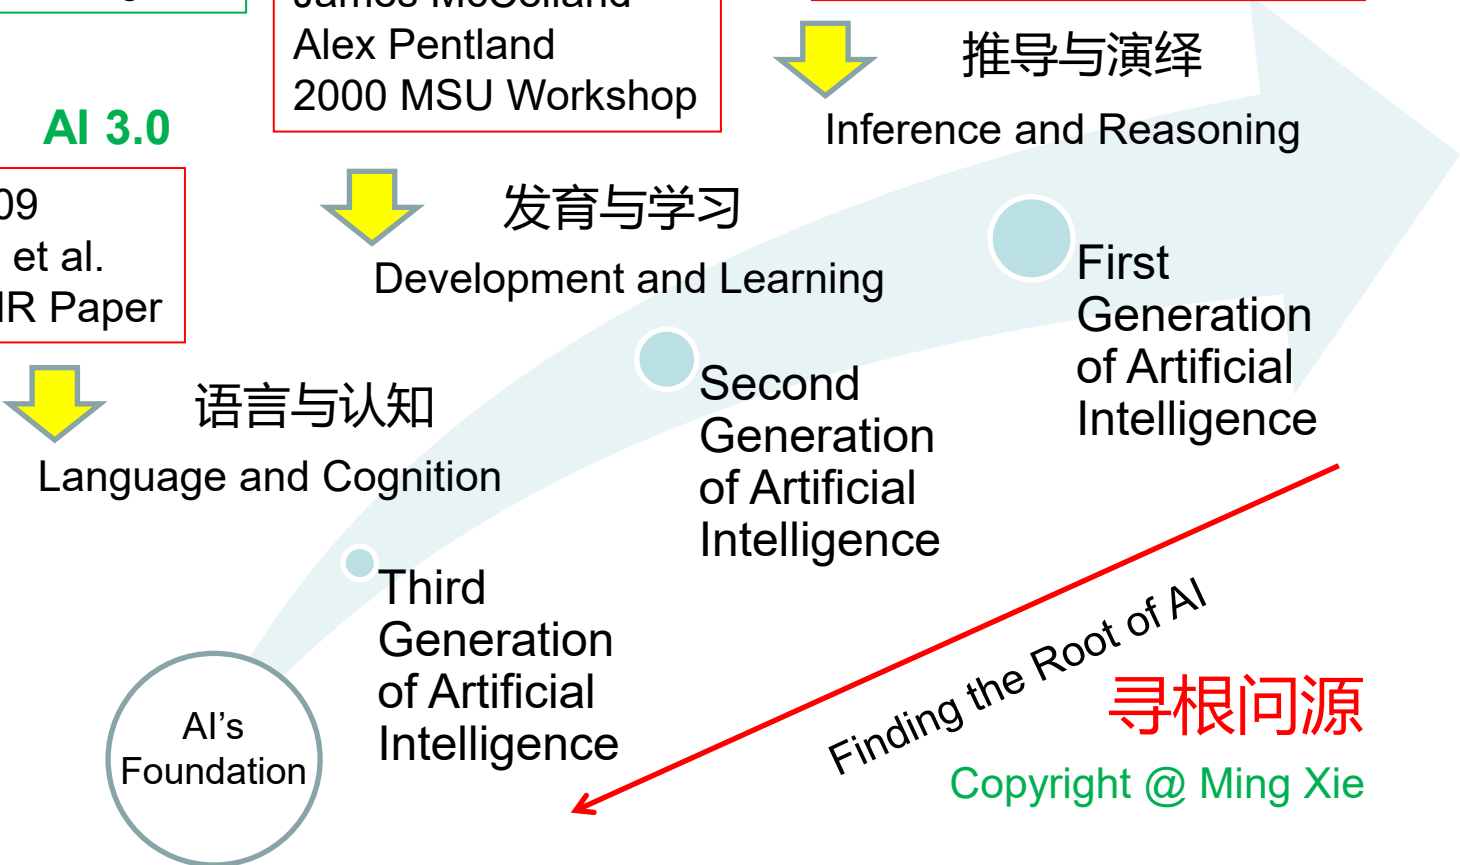 Alex Pentland
2000 MSU Workshop
推导与演绎
Inference and Reasoning
AI 3.0
09
et al.
IR Paper
发育与学习
Development and Learning
First
Generation
of Artificial
Intelligence
语言与认知
Language and Cognition
Second
Generation
of Artificial
Intelligence
Third
Generation
of Artificial
Intelligence
AI's
Foundation
Finding the Root of AI
寻根问源
Copyright @ Ming Xie